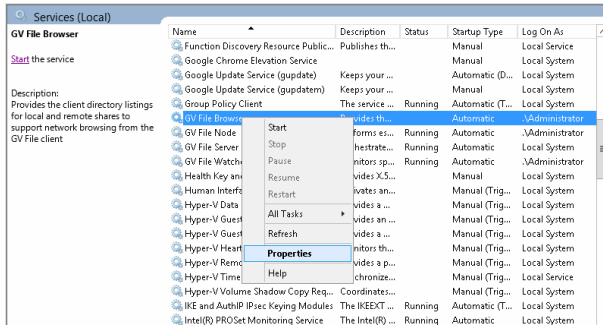 Services (Local)
GV File Browser
Start the service
Description:
Provides the client directory listings
for local and remote shares to
support network browsing from the
GV File client
Name Description Status Startup Type Log On As
Function Discovery Resource Public... Publishes th... Manual Local Service
Google Chrome Elevation Service Manual Local System
Google Update Service (gupdate) Keeps your ... Automatic (D... Local System
Google Update Service (gupdatem) Keeps your ... Manual Local System
Group Policy Client The service ... Running Automatic (T... Local System
GV File Browse vides th... Automatic .\Administrator
GV File Node forms es... Running Automatic .\Administrator
GV File Server hestrate... Running Automatic Local System
GV File Watch nitors sp... Running Automatic .\Administrator
Health Key an vides X.5... Manual Local System
Human Interfa ivates an... Manual (Trig... Local System
Hyper-V Data vides a ... Manual (Trig... Local System
Hyper-V Guest vides an ... Manual (Trig... Local System
Hyper-V Guest vides a ... Manual (Trig... Local System
Hyper-V Heart nitors th... Manual (Trig... Local System
Hyper-V Remo vides a p... Manual (Trig... Local System
Hyper-V Time chronize... Manual (Trig... Local Service
Hyper-V Volume Shadow Copy Req... Coordinates... Manual (Trig... Local System
IKE and AuthIP IPsec Keying Modules The IKEEXT ... Running Automatic (T... Local System
Intel(R) PROSet Monitoring Service The Intel(R) ... Running Automatic Local System
Start
Stop
Pause
Resume
Restart
All Tasks
Refresh
Properties
Help